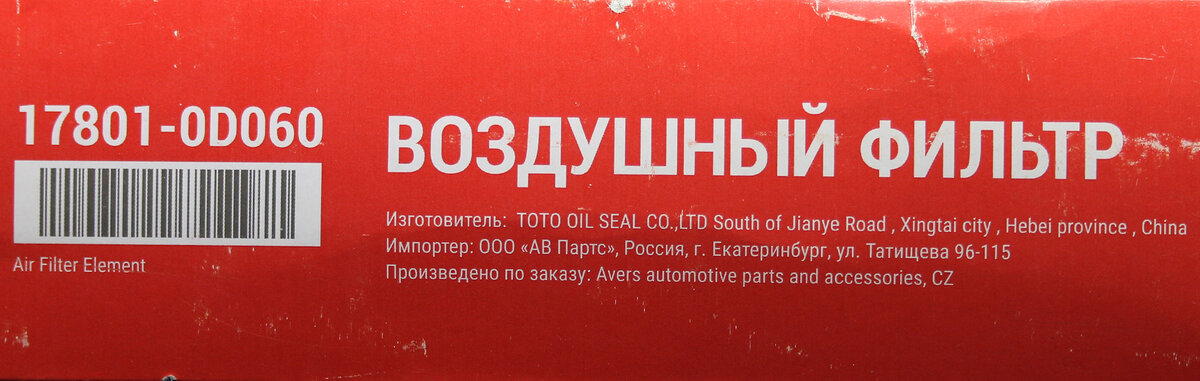 17801-0D060
Air Filter Element
ВОЗДУШНЫЙ ФИЛЬТР
Изготовитель: TOTO OIL SEAL CO.,LTD South of Jianye Road , Xingtai city , Hebei province , China
Импортер: ООО «АВ Партс», Россия, г. Екатеринбург, ул. Татищева 96-115
Произведено по заказу: Avers automotive parts and accessories, CZ